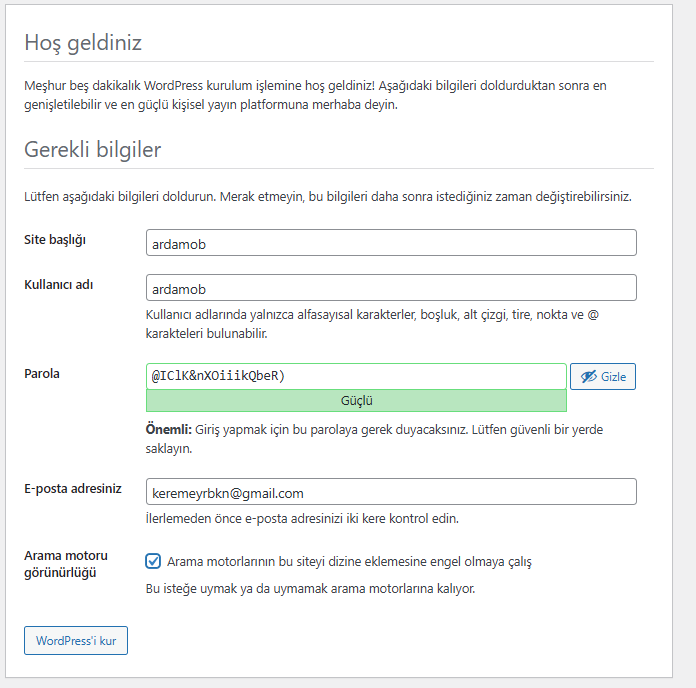 Hoş geldiniz
Meşhur beş dakikalık WordPress kurulum işlemine hoş geldiniz! Aşağıdaki bilgileri doldurduktan sonra en
genişletilebilir ve en güçlü kişisel yayın platformuna merhaba deyin.
Gerekli bilgiler
Lütfen aşağıdaki bilgileri doldurun. Merak etmeyin, bu bilgileri daha sonra istediğiniz zaman değiştirebilirsiniz.
Site başlığı
ardamob
Kullanıcı adı
ardamob
Kullanıcı adlarında yalnızca alfasayısal karakterler, boşluk, alt çizgi, tire, nokta ve @
karakteleri bulunabilir.
Parola
@IClK&nXOiiikQbeR)
Gizle
Güçlü
Önemli: Giriş yapmak için bu parolaya gerek duyacaksınız. Lütfen güvenli bir yerde
saklayın.
E-posta adresiniz
keremeyrbkn@gmail.com
İlerlemeden önce e-posta adresinizi iki kere kontrol edin.
Arama motoru
görünürlüğü
Arama motorlarının bu siteyi dizine eklemesine engel olmaya çalış
Bu isteğe uymak ya da uymamak arama motorlarına kalıyor.
WordPress'i kur